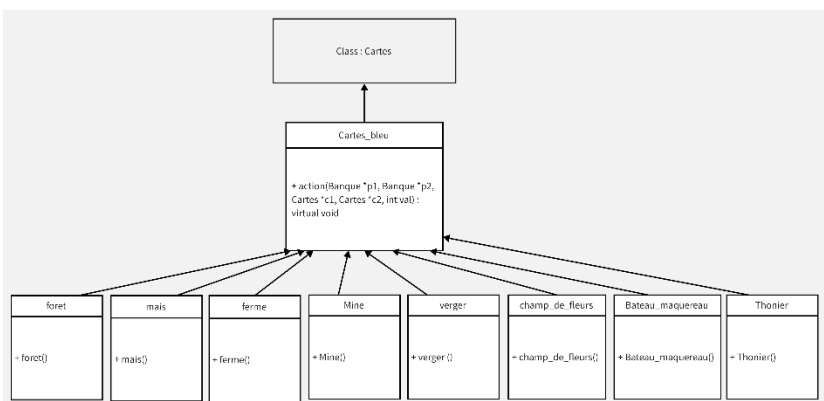 Class : Cartes
Cartes_bleu
+ action(Banque *p1, Banque *p2,
Cartes *c1, Cartes *c2, int val) :
virtual void
foret
mais
ferme
Mine
verger
champ_de_fleurs
Bateau_maquereau
Thonier
+ foret()
+ mais()
+ ferme()
+ Mine()
+ verger ()
+ champ_de_fleurs()
+ Bateau_maquereau()
+ Thonier()